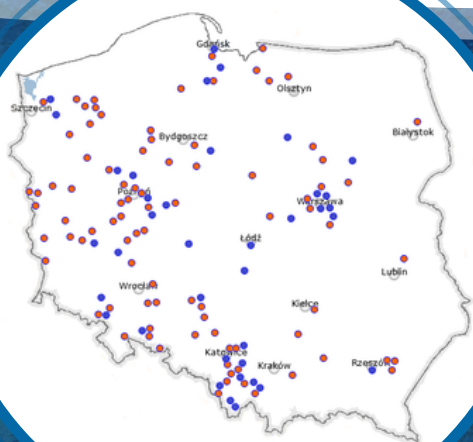 Gdańsk
Olsztyn
Szczecin
Białystok
Bydgoszcz
Poznań
Warszawa
Łódź
Lublin
Wrocław
Kielce
Katowice
Kraków
Rzeszów